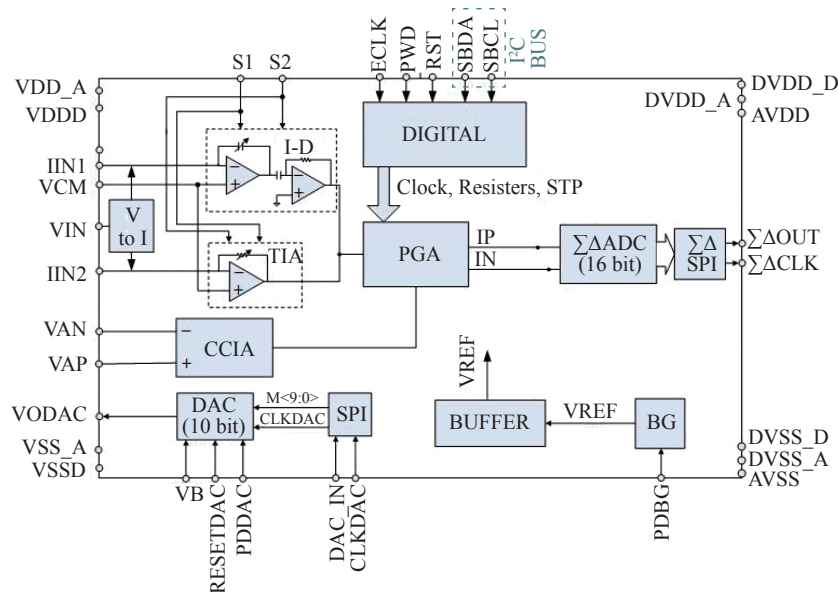 S1 S2
ECLK
PWD
RST
SBDA
SBCL
I²C
BUS
VDD_A
VDDD
DVDD_D
DVDD_A
AVDD
DIGITAL
I-D
IIN1
VCM
VIN
V
to I
IIN2
Clock, Resisters, STP
TIA
PGA
IP
IN
∑ΔADC
(16 bit)
∑Δ
SPI
∑ΔOUT
∑ΔCLK
VAN
VAP
CCIA
VREF
VODAC
DAC
(10 bit)
M<9:0>
CLKDAC
SPI
BUFFER
VREF
BG
VSS_A
VSSD
DVSS_D
DVSS_A
AVSS
VB
RESETDAC
PDDAC
DAC_IN
CLKDAC
PDBG